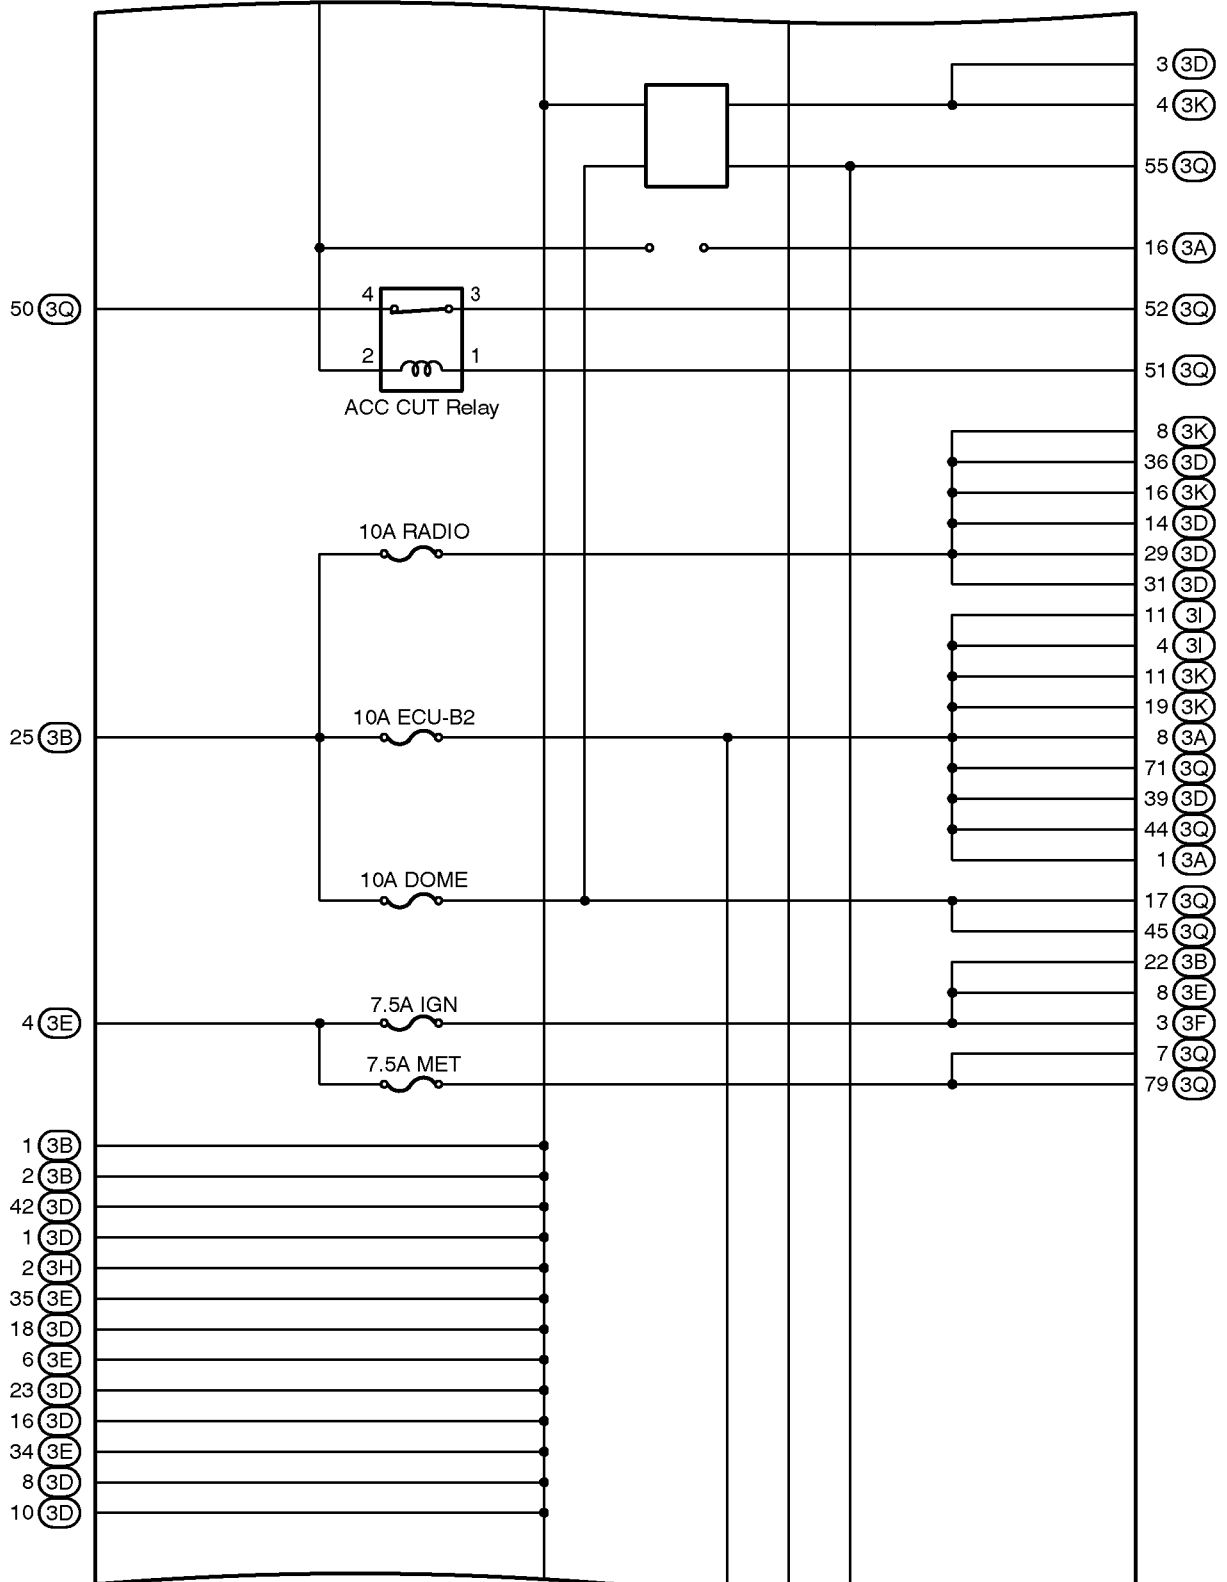 3 3D
4 3K
55 3Q
16 3A
50 3Q
4 3
52 3Q
2 1
51 3Q
ACC CUT Relay
8 3K
36 3D
16 3K
14 3D
10A RADIO
29 3D
31 3D
11 3I
4 3I
11 3K
19 3K
10A ECU-B2
25 3B
8 3A
71 3Q
39 3D
44 3Q
1 3A
10A DOME
17 3Q
45 3Q
22 3B
8 3E
7.5A IGN
4 3E
3 3F
7 3Q
7.5A MET
79 3Q
1 3B
2 3B
42 3D
1 3D
2 3H
35 3E
18 3D
6 3E
23 3D
16 3D
34 3E
8 3D
10 3D